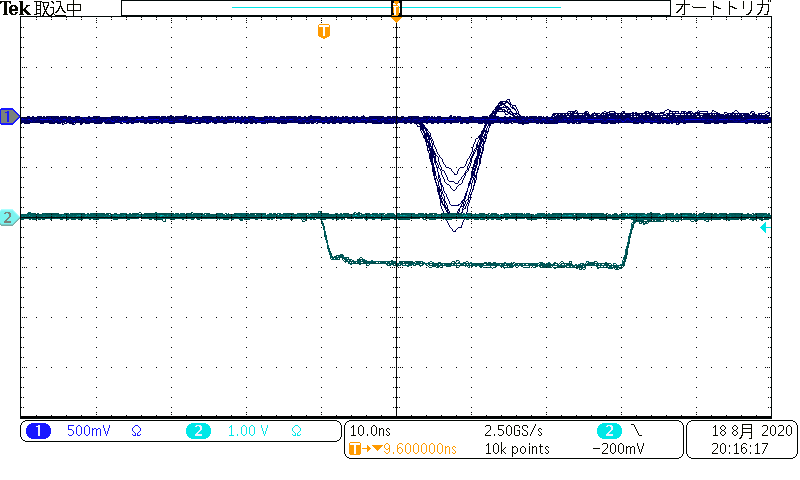 Tek 取込中 T オートトリガ
T
1
2
1 500mV Ω 2 1.00 V Ω 10.0ns 2.50GS/s 2 18 8月 2020
T→▼9.600000ns 10k points −200mV 20:16:17